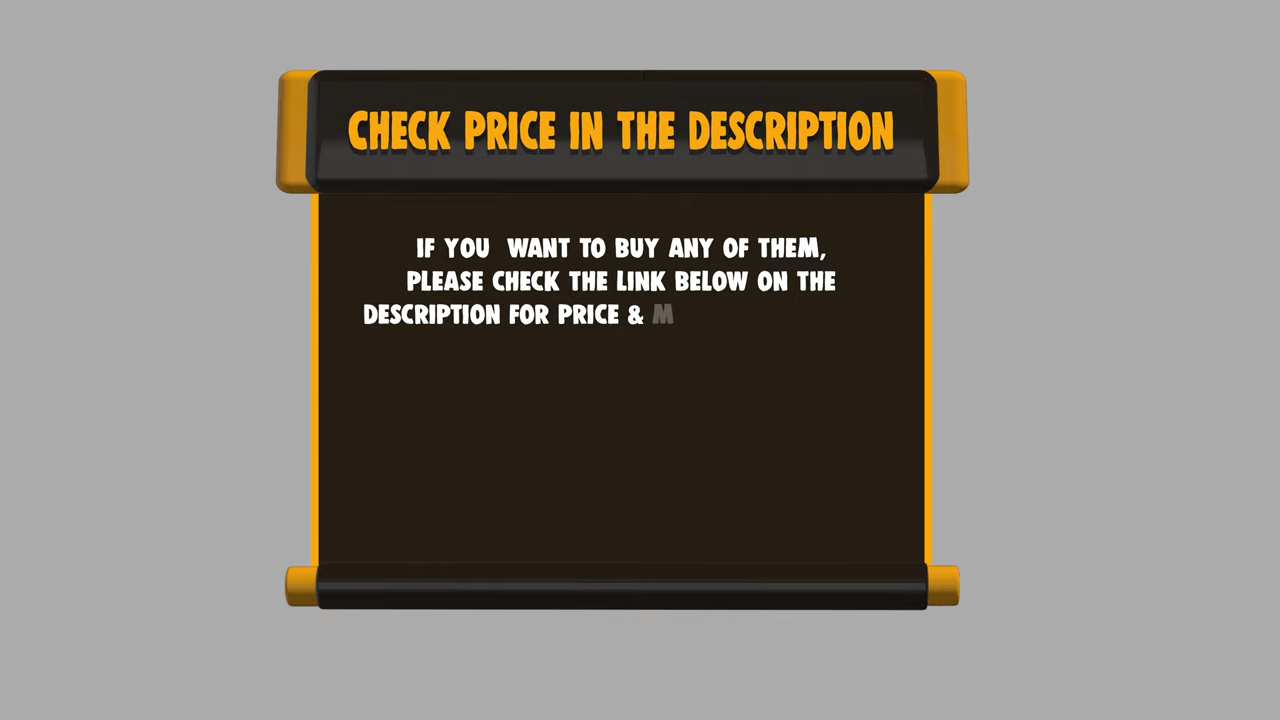 CHECK PRICE IN THE DESCRIPTION
IF YOU WANT TO BUY ANY OF THEM,
PLEASE CHECK THE LINK BELOW ON THE
DESCRIPTION FOR PRICE & M